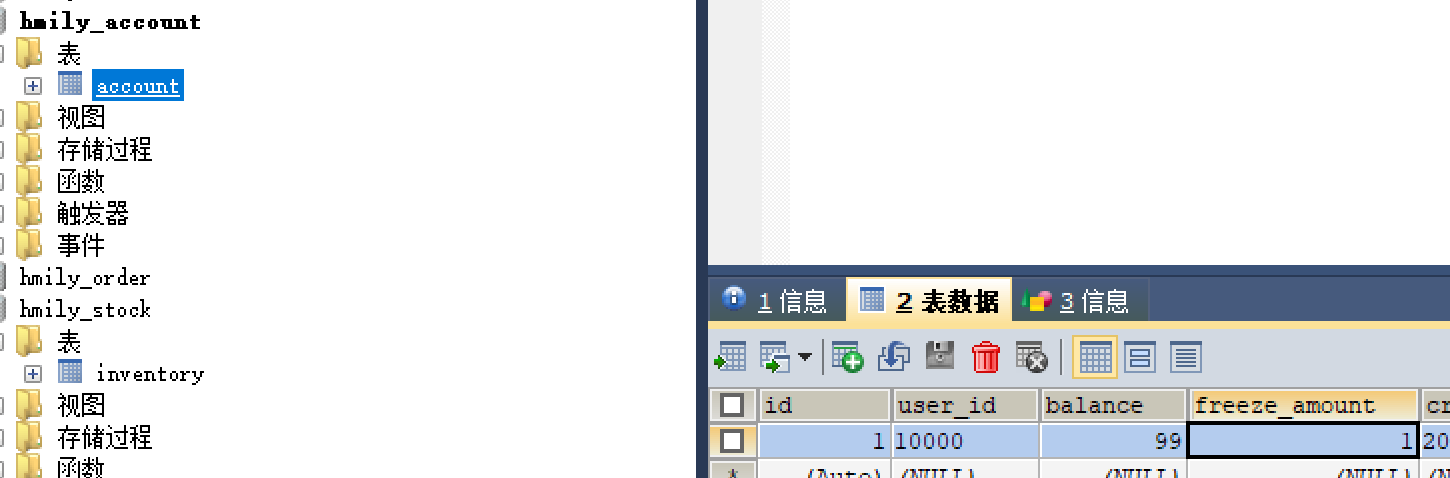 hmily_account
表
account
视图
存储过程
函数
触发器
事件
hmily_order
hmily_stock
表
inventory
视图
存储过程
函数
1 信息 2 表数据 3 信息
id user_id balance freeze_amount cr
1 10000 99 1 20
* (Auto) (NULL) (NULL) (NULL)